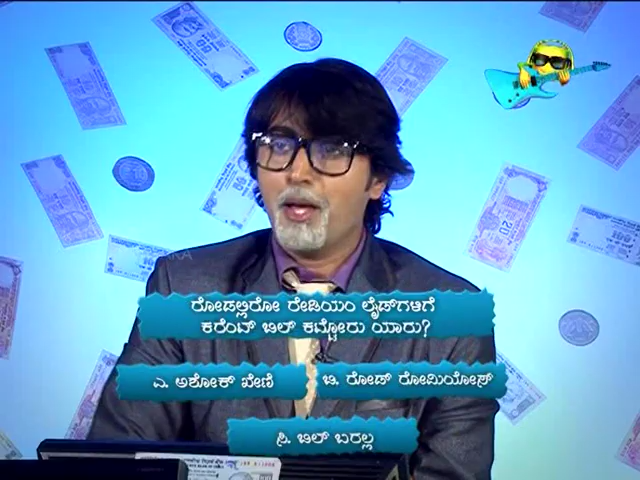 ರೋಡಲ್ಲಿರೋ ರೇಡಿಯಂ ಲೈಡ್‌ಗಳಿಗೆ
ಕರೆಂಟ್ ಬಿಲ್ ಕಟ್ಟೋರು ಯಾರು?
ಎ. ಅಶೋಕ್ ಖೇಣಿ
ಬಿ. ರೋಡ್ ರೋಮಿಯೋಸ್
ಸಿ. ಬಿಲ್ ಬರಲ್ಲ